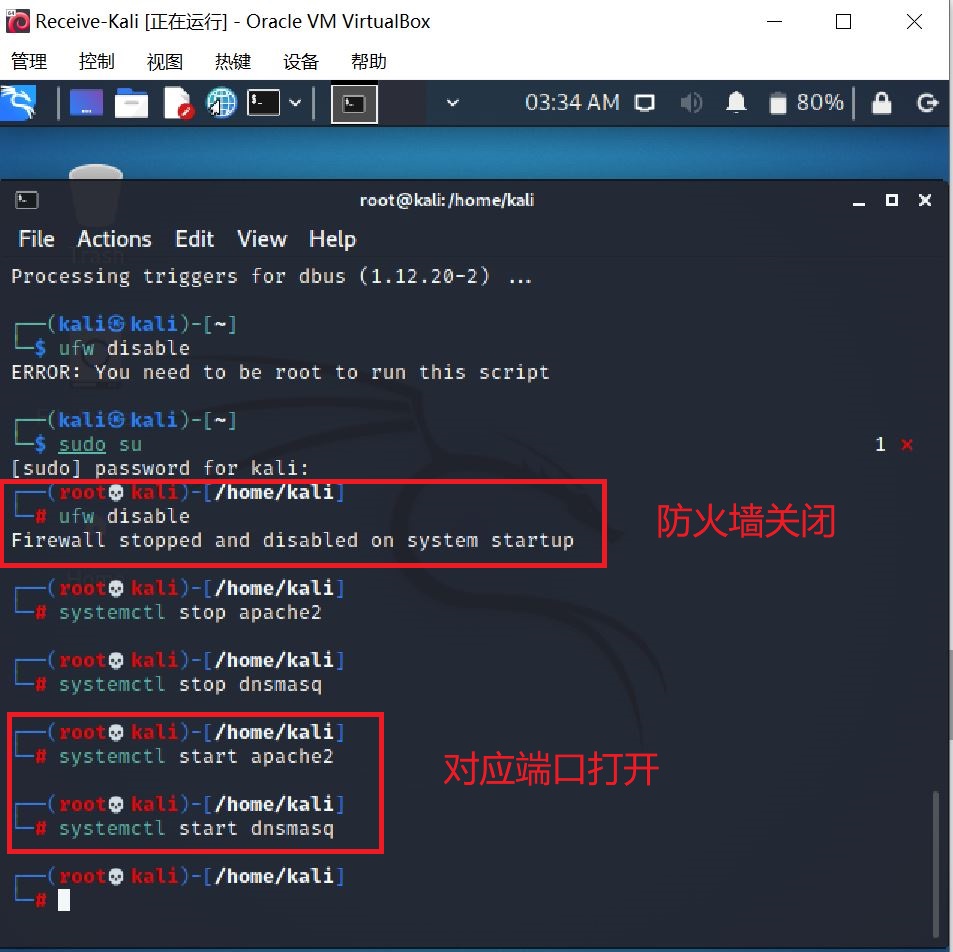 Receive-Kali [正在运行] - Oracle VM VirtualBox
管理 控制 视图 热键 设备 帮助
03:34 AM 80%
root@kali: /home/kali
File Actions Edit View Help
Processing triggers for dbus (1.12.20-2) ...
┌──(kali㉿kali)-[~]
└─$ ufw disable
ERROR: You need to be root to run this script
┌──(kali㉿kali)-[~]
└─$ sudo su 1 ⨯
[sudo] password for kali:
┌──(root💀kali)-[/home/kali]
└─# ufw disable
Firewall stopped and disabled on system startup
防火墙关闭
┌──(root💀kali)-[/home/kali]
└─# systemctl stop apache2
┌──(root💀kali)-[/home/kali]
└─# systemctl stop dnsmasq
┌──(root💀kali)-[/home/kali]
└─# systemctl start apache2
对应端口打开
┌──(root💀kali)-[/home/kali]
└─# systemctl start dnsmasq
┌──(root💀kali)-[/home/kali]
└─#